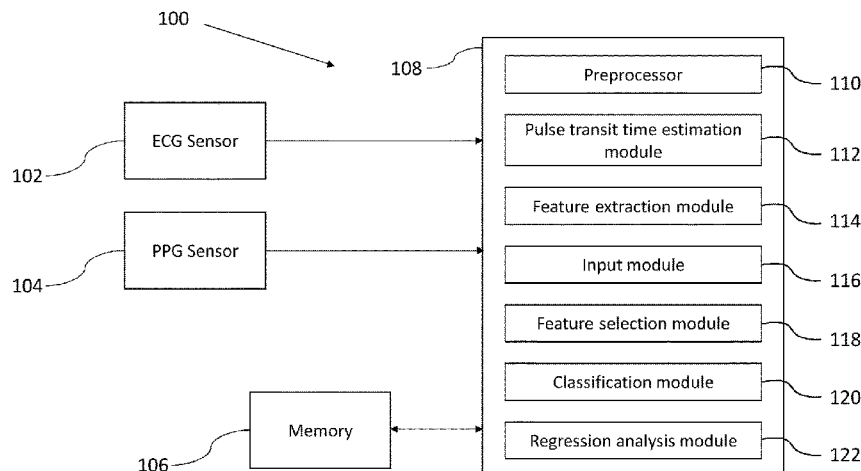 100
108
Preprocessor
110
ECG Sensor
102
Pulse transit time estimation
module
112
Feature extraction module
114
PPG Sensor
104
Input module
116
Feature selection module
118
Classification module
120
Memory
106
Regression analysis module
122